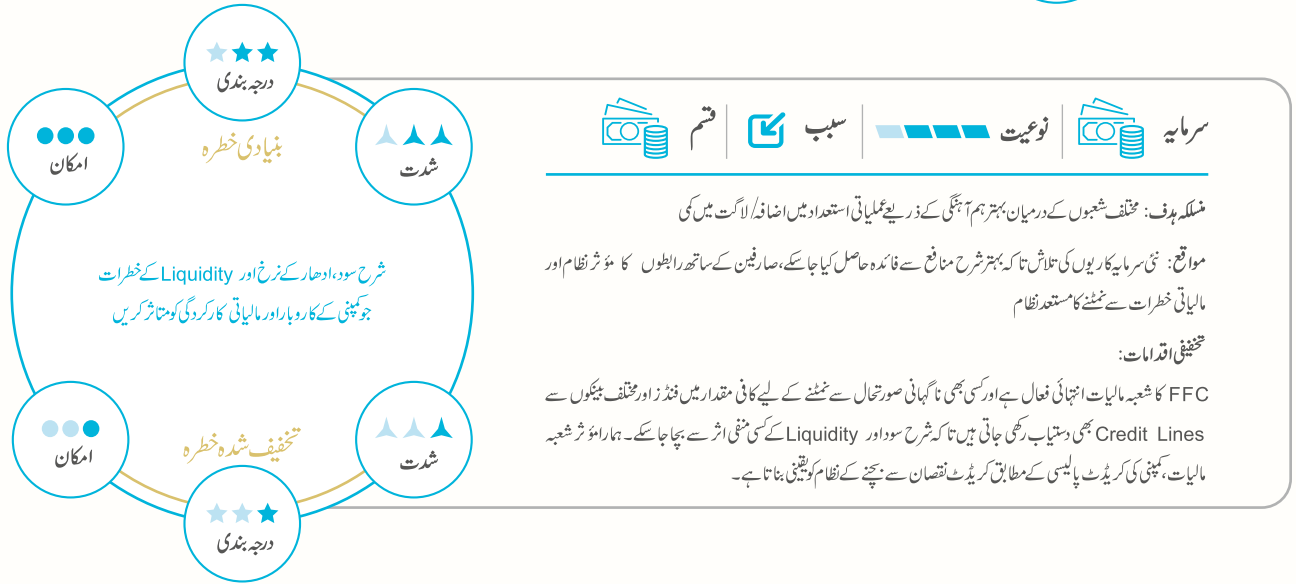 سرمایہ
نوعیت
سبب
قسم
منسلکہ ہدف: مختلف شعبوں کے درمیان بہتر ہم آہنگی کے ذریعے عملیاتی استعداد میں اضافہ/لاگت میں کمی
مواقع: نئی سرمایہ کاریوں کی تلاش تاکہ بہتر شرح منافع سے فائدہ حاصل کیا جا سکے، صارفین کے ساتھ رابطوں کا مؤثر نظام اور
مالیاتی خطرات سے نمٹنے کا مستعد نظام
تخفیفی اقدامات:
FFC کا شعبہ مالیات انتہائی فعال ہے اور کسی بھی ناگہانی صورتحال سے نمٹنے کے لیے کافی مقدار میں فنڈز اور مختلف بینکوں سے
Credit Lines بھی دستیاب رکھی جاتی ہیں تاکہ شرح سود اور Liquidity کے کسی منفی اثر سے بچا جا سکے۔ ہمارا مؤثر شعبہ
مالیات، کمپنی کی کریڈٹ پالیسی کے مطابق کریڈٹ نقصان سے بچنے کے نظام کو یقینی بناتا ہے۔
درجہ بندی
شدت
بنیادی خطرہ
امکان
شرح سود، ادھار کے نرخ اور Liquidity کے خطرات
جو کمپنی کے کاروبار اور مالیاتی کارکردگی کو متاثر کریں
شدت
تخفیف شدہ خطرہ
امکان
درجہ بندی